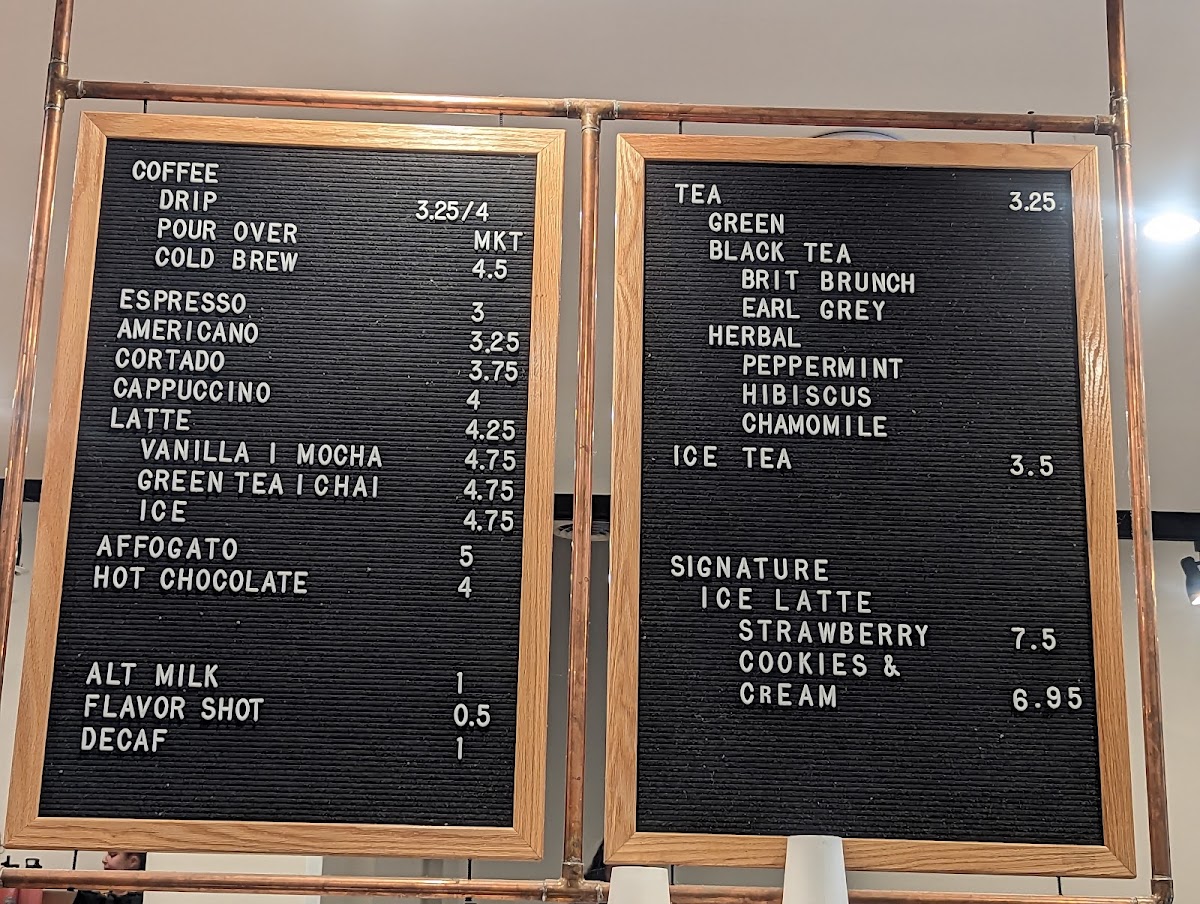 COFFEE
DRIP 3.25/4
POUR OVER MKT
COLD BREW 4.5
ESPRESSO 3
AMERICANO 3.25
CORTADO 3.75
CAPPUCCINO 4
LATTE 4.25
VANILLA | MOCHA 4.75
GREEN TEA | CHAI 4.75
ICE 4.75
AFFOGATO 5
HOT CHOCOLATE 4
ALT MILK 1
FLAVOR SHOT 0.5
DECAF 1
TEA 3.25
GREEN
BLACK TEA
BRIT BRUNCH
EARL GREY
HERBAL
PEPPERMINT
HIBISCUS
CHAMOMILE
ICE TEA 3.5
SIGNATURE
ICE LATTE
STRAWBERRY 7.5
COOKIES &
CREAM 6.95